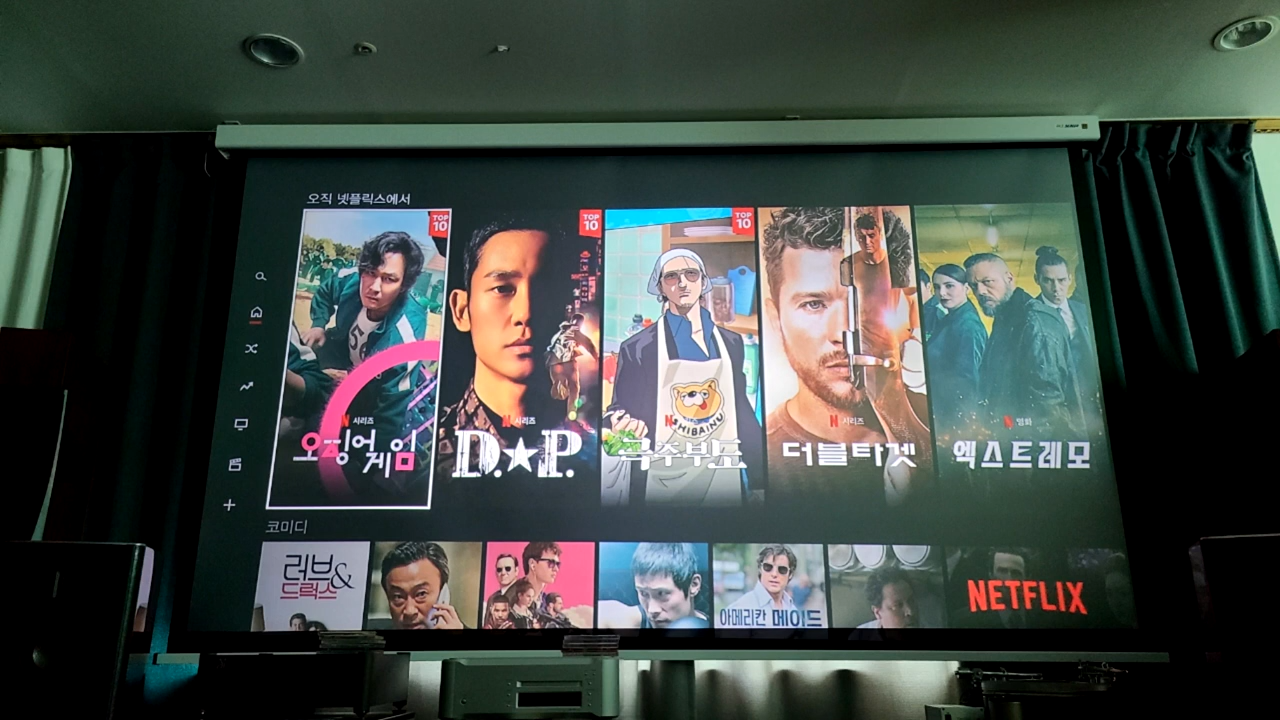 오직 넷플릭스에서
TOP
10
N 시리즈
오징어
게임
TOP
10
N 시리즈
D.★P.
TOP
10
SHIBAINU
극주부도
N 시리즈
더블타겟
N 영화
엑스트레모
코미디
러브&
드럭스
아메리칸 메이드
NETFLIX